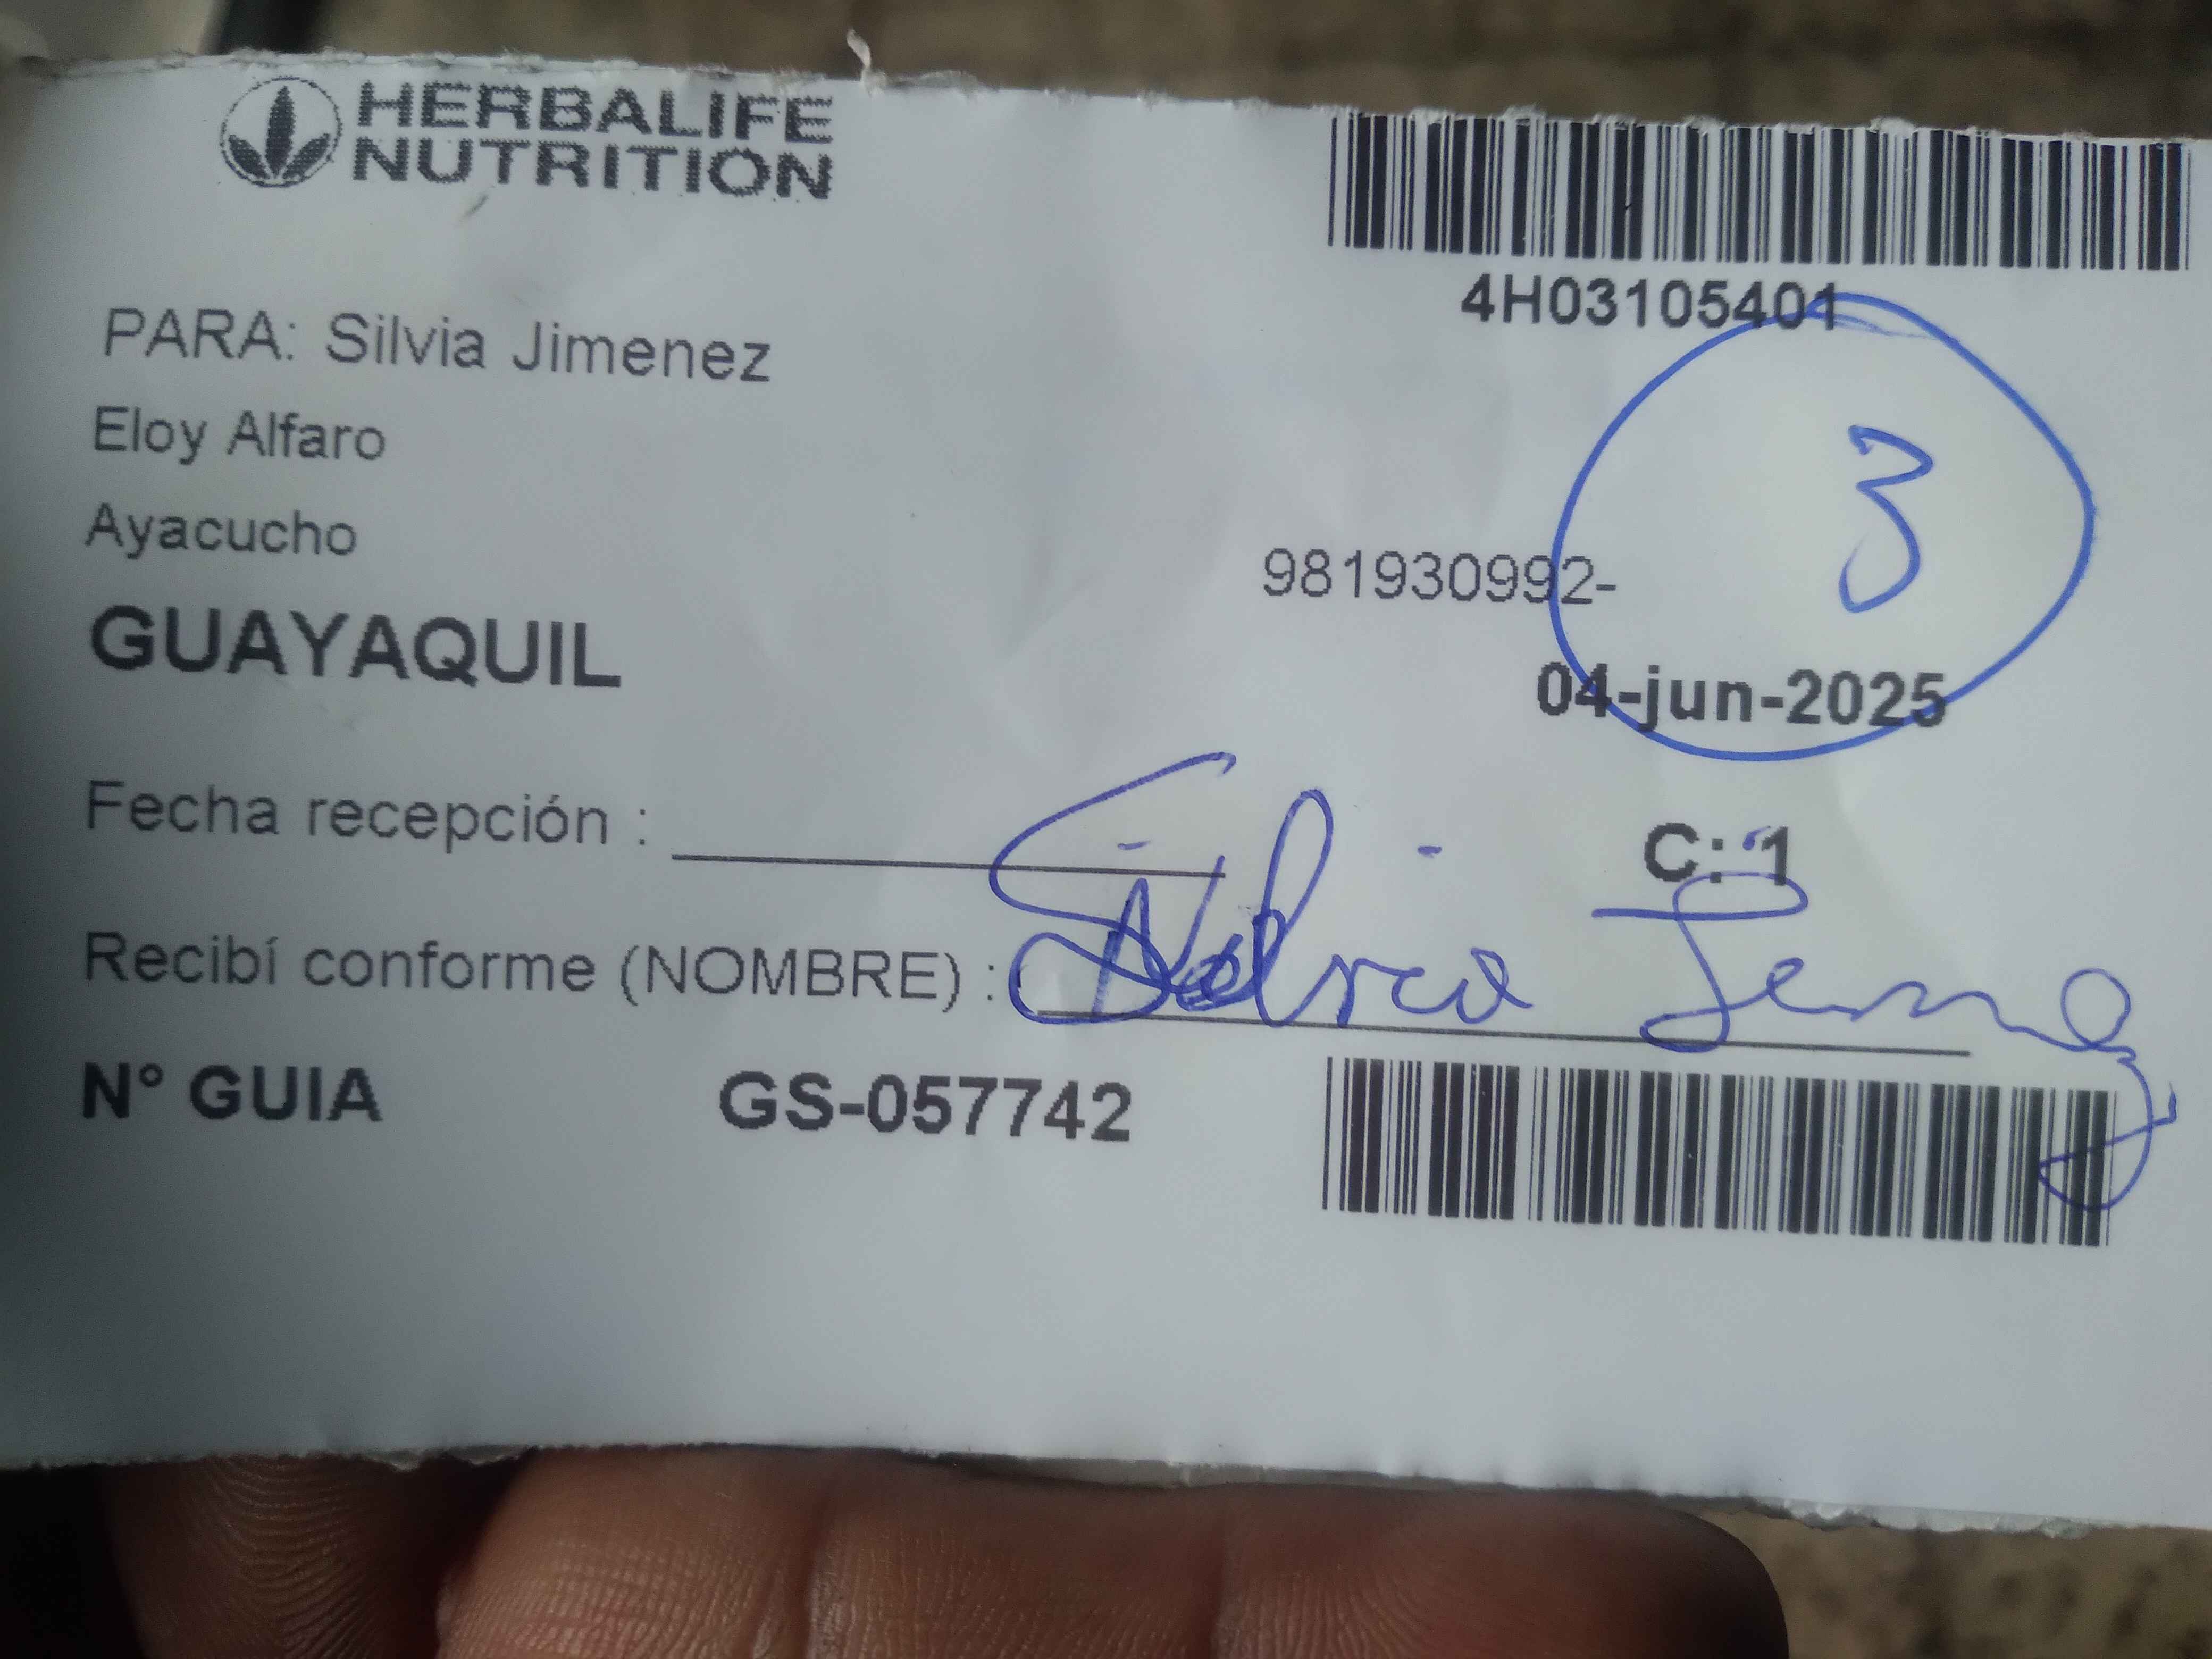 HERBALIFE
NUTRITION
4H03105401
PARA: Silvia Jimenez
Eloy Alfaro
3
Ayacucho
981930992-
GUAYAQUIL
04-jun-2025
Fecha recepción :
C: 1
Recibí conforme (NOMBRE) : Silvia
N° GUIA GS-057742